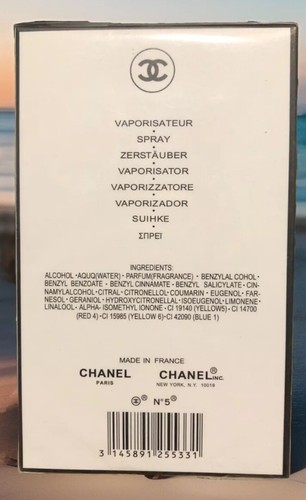 VAPORISATEUR
SPRAY
ZERSTÄUBER
VAPORISATOR
VAPORIZZATORE
VAPORIZADOR
SUIHKE
ΣΠΡΕΪ
INGREDIENTS:
ALCOHOL •AQUQ(WATER) • PARFUM(FRAGRANCE) • BENZYLAL COHOL•
BENZYL BENZOATE • BENZYL CINNAMATE • BENZYL SALICYLATE • CIN-
NAMYLALCOHOL •CITRAL •CITRONELLOL• COUMARIN • EUGENOL• FAR-
NESOL • GERANIOL • HYDROXYCITRONELLAL •ISOEUGENOL• LIMONENE•
LINALOOL • ALPHA- ISOMETHYL IONONE •CI 19140 (YELLOW5) •CI 14700
(RED 4) •CI 15985 (YELLOW 6) •CI 42090 (BLUE 1)
MADE IN FRANCE
CHANEL CHANEL® INC.
PARIS NEW YORK, N.Y. 10019
N°5®
3 145891 255331